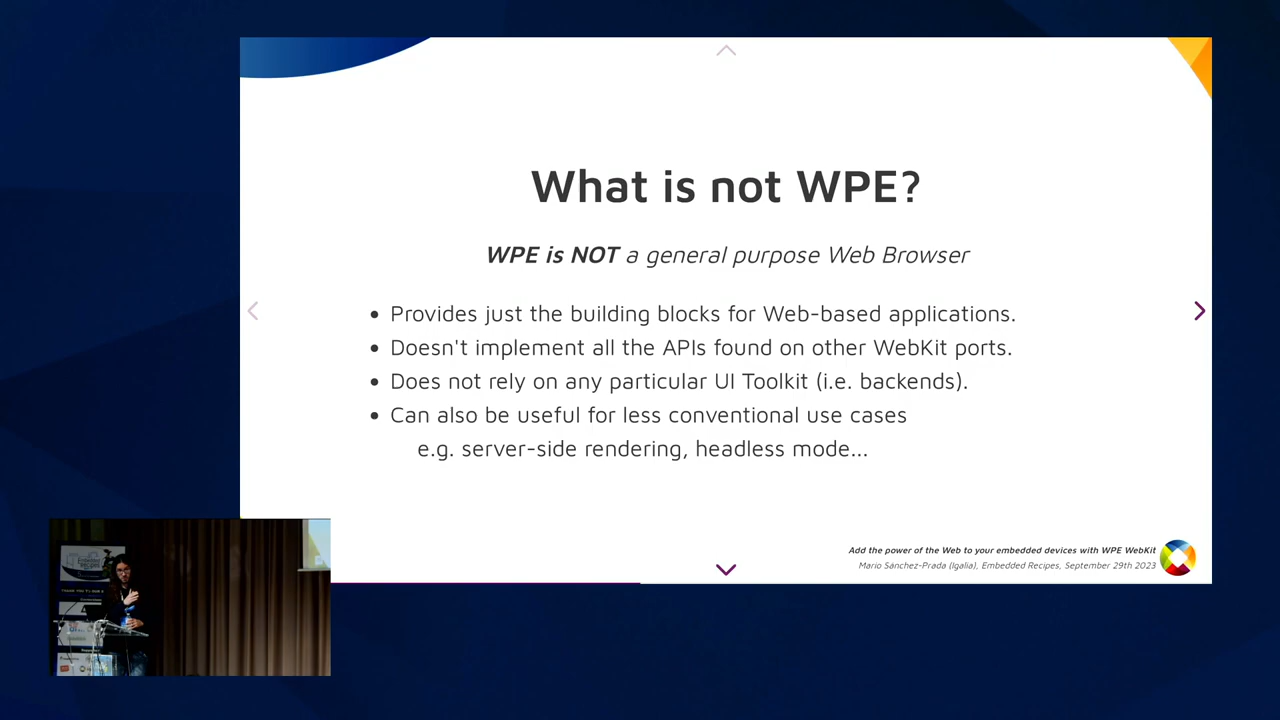 What is not WPE?
WPE is NOT a general purpose Web Browser
Provides just the building blocks for Web-based applications.
Doesn't implement all the APIs found on other WebKit ports.
Does not rely on any particular UI Toolkit (i.e. backends).
Can also be useful for less conventional use cases
e.g. server-side rendering, headless mode...
Add the power of the Web to your embedded devices with WPE WebKit
Mario Sánchez-Prada (Igalia), Embedded Recipes, September 29th 2023
Embedded
Recipes